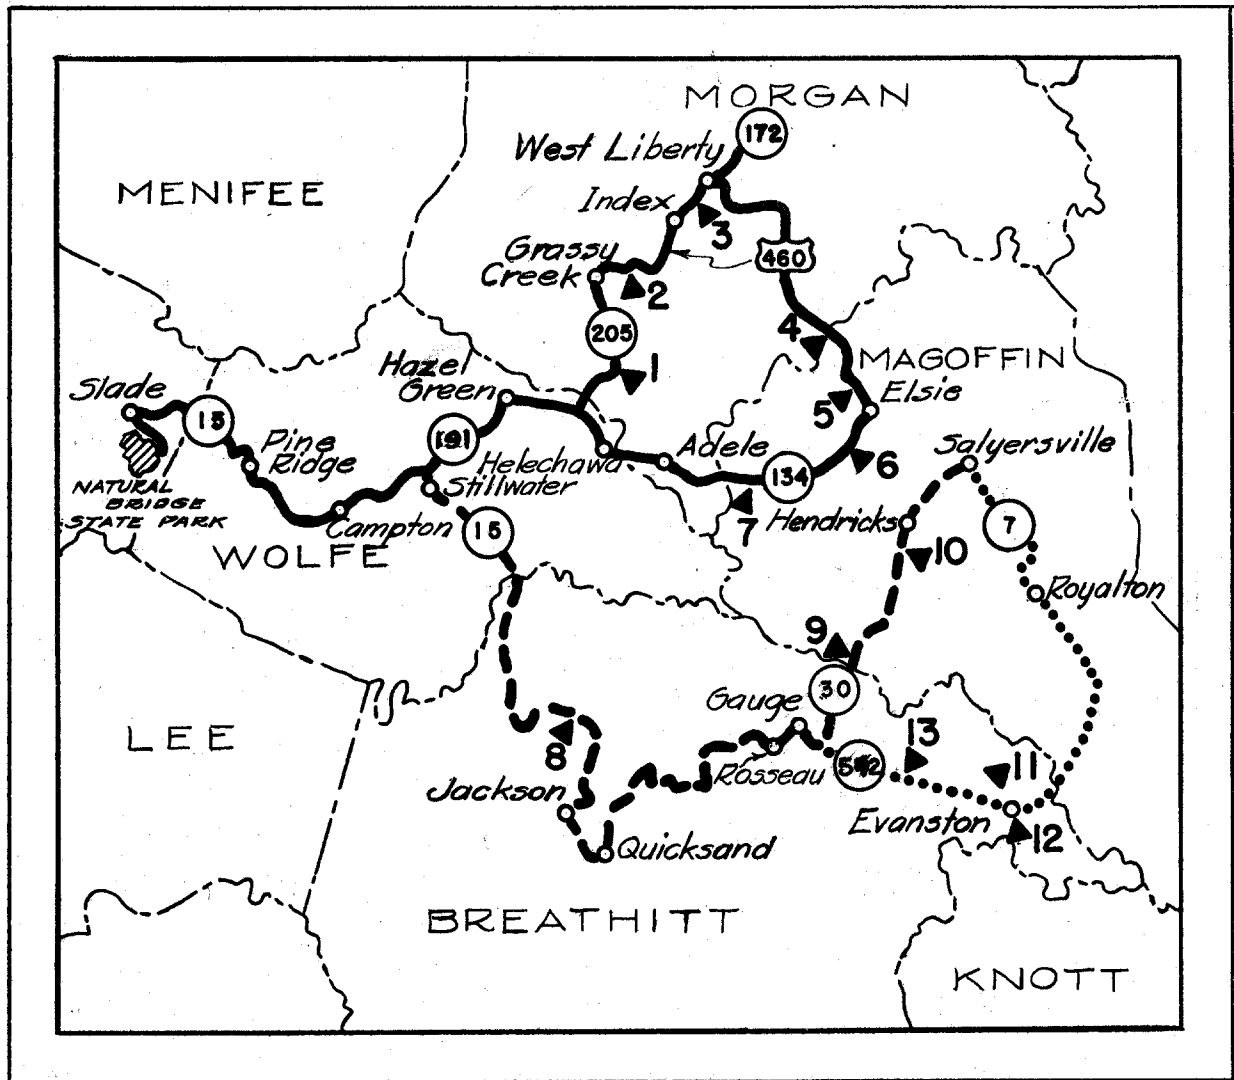 MORGAN
172
West Liberty
MENIFEE
Index
3
Grassy
Creek
460
2
205
4
MAGOFFIN
Hazel
Green
1
Slade
Elsie
5
15
191
Pine
Ridge
Adele
Salyersville
Helechawa
6
134
Stillwater
NATURAL
BRIDGE
STATE PARK
Campton
15
7
Hendricks
7
WOLFE
10
Royalton
9
30
Gauge
LEE
8
13
542
11
Rosseau
Jackson
Evanston
12
Quicksand
BREATHITT
KNOTT